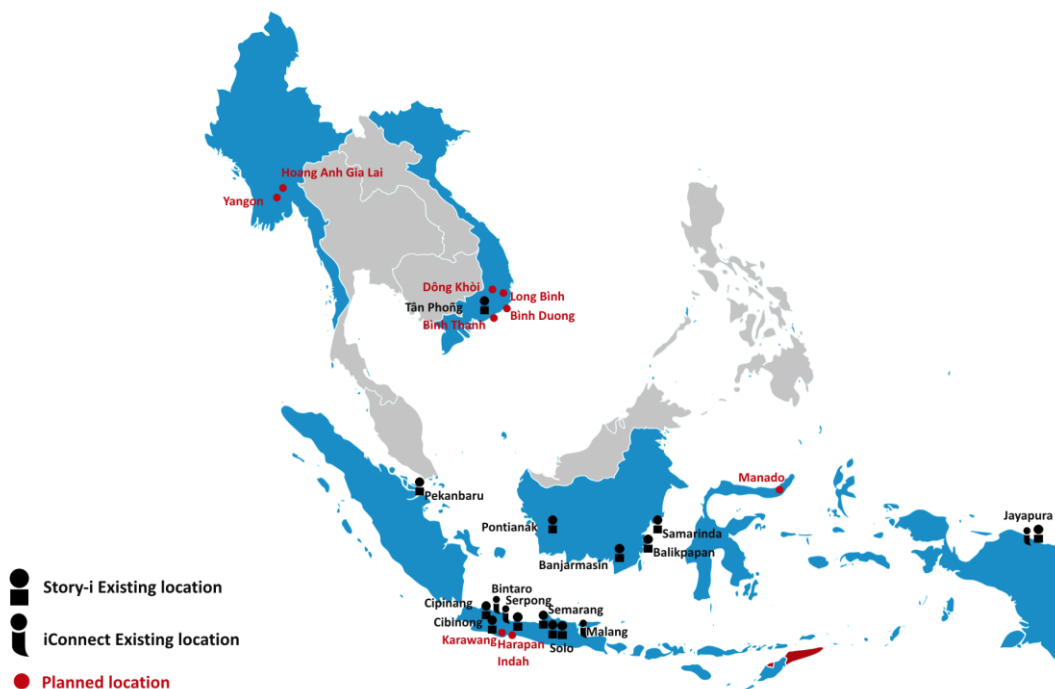 Hoang Anh Gia Lai
Yangon
Dông Khòi
Long Bình
Tân Phoñg
Bình Duong
Bình Thanh
Manado
Pekanbaru
Jayapura
Pontianak
Samarinda
Balikpapan
Banjarmasin
Story-i Existing location
Bintaro
Cipinang
Serpong
Semarang
Cibinong
Malang
iConnect Existing location
Karawang
Harapan
Indah
Solo
Planned location